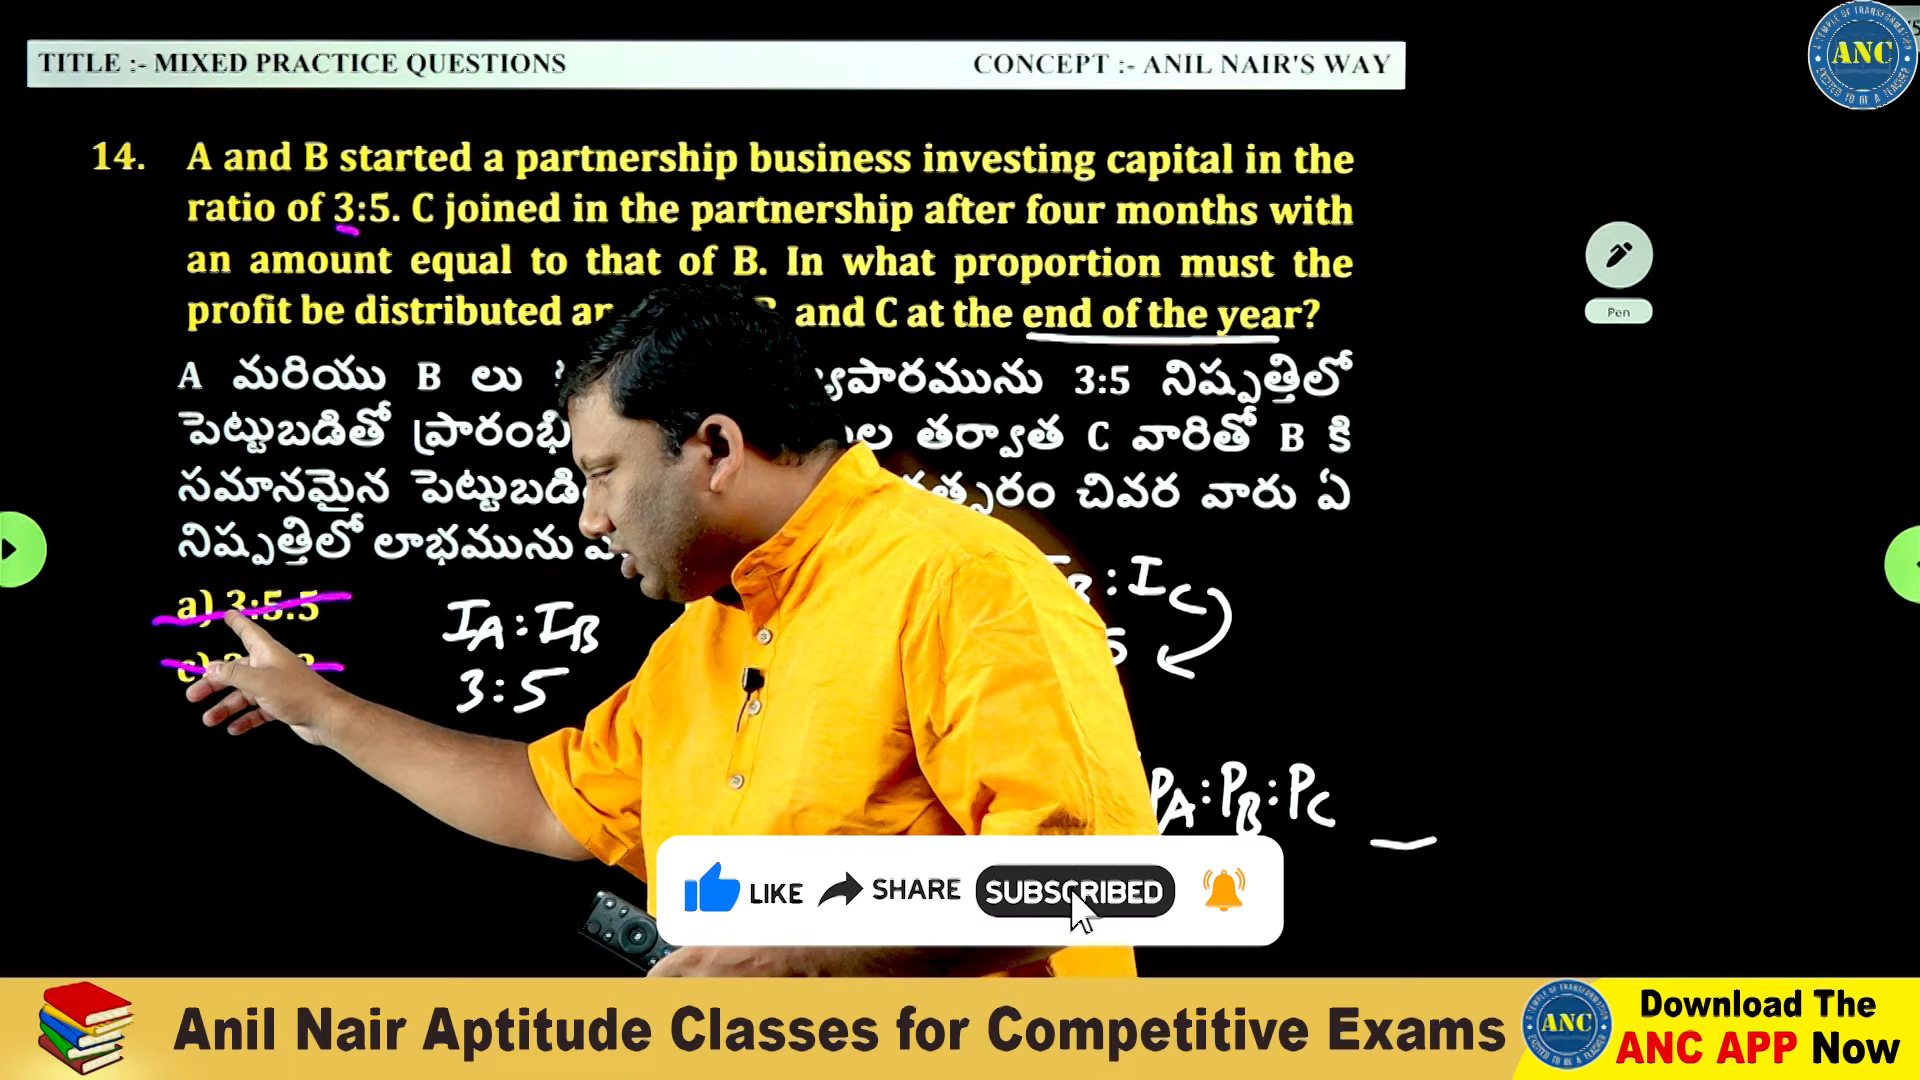 TITLE :- MIXED PRACTICE QUESTIONS CONCEPT :- ANIL NAIR'S WAY
ANC
14. A and B started a partnership business investing capital in the
ratio of 3:5. C joined in the partnership after four months with
an amount equal to that of B. In what proportion must the
profit be distributed and C at the end of the year?
Pen
A మరియు B లు 3:5 నిష్పత్తిలో
పెట్టుబడితో తర్వాత C వారితో B కి
సమానమైన చివర వారు ఏ
నిష్పత్తిలో లాభమును
a) 3:5:5
c)
IA : IB
3:5
: IC
PA : PB : PC
LIKE SHARE SUBSCRIBED
Anil Nair Aptitude Classes for Competitive Exams
ANC
Download The
ANC APP Now